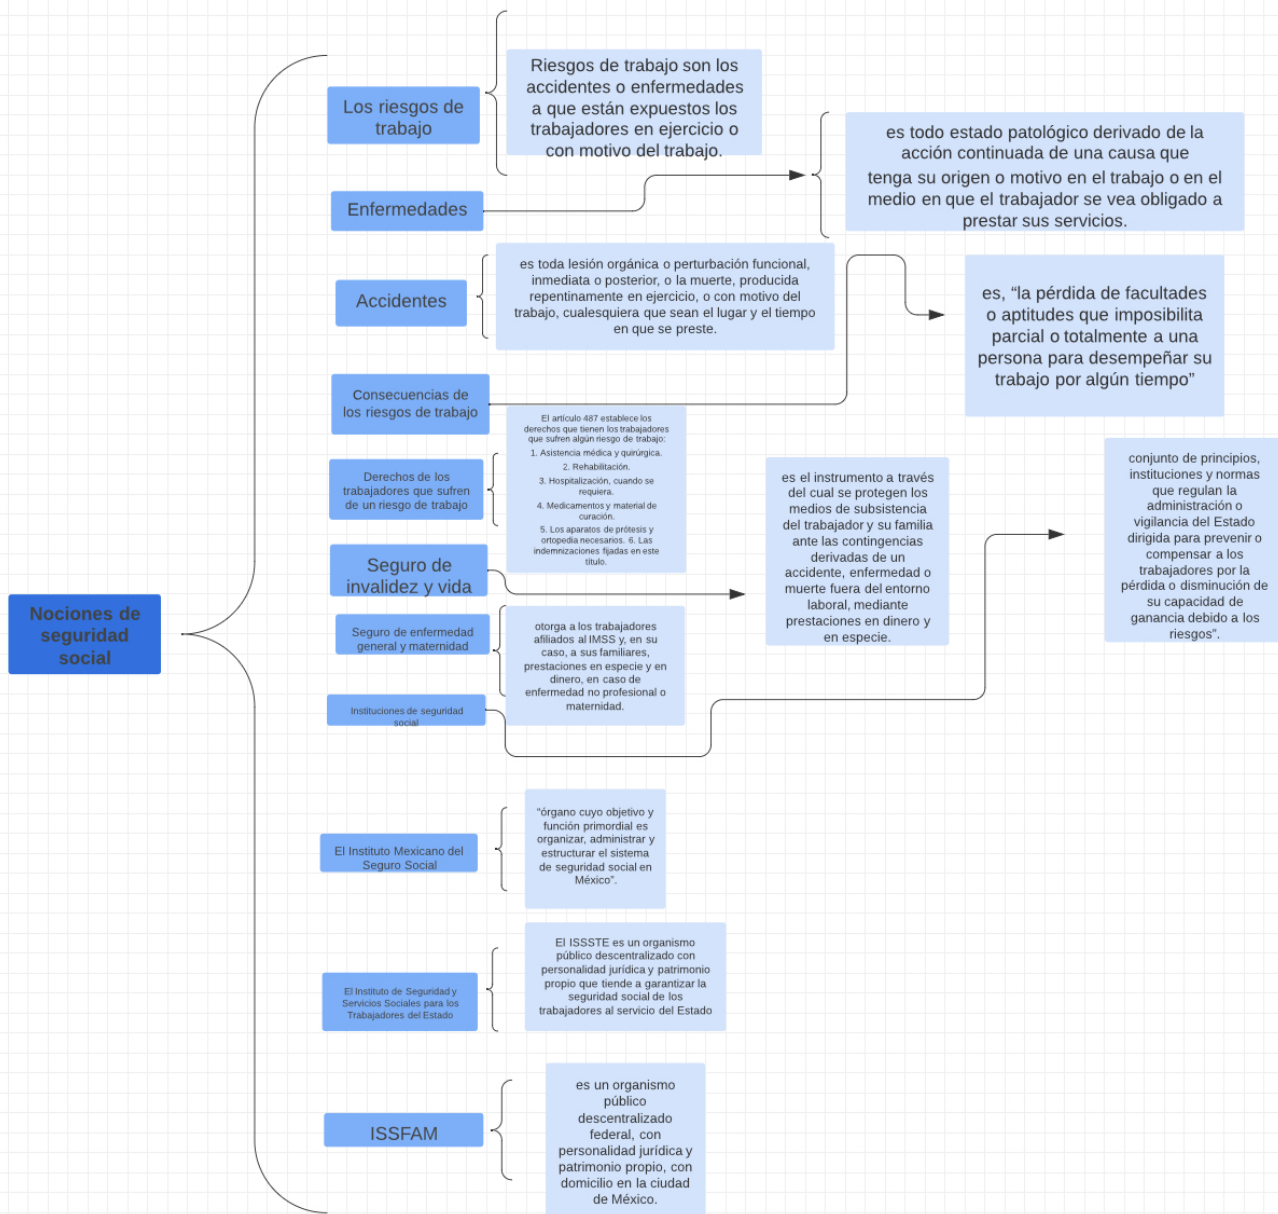 Nociones de
seguridad
social
Los riesgos de
trabajo
Riesgos de trabajo son los
accidentes o enfermedades
a que están expuestos los
trabajadores en ejercicio o
con motivo del trabajo.
Enfermedades
es todo estado patológico derivado de la
acción continuada de una causa que
tenga su origen o motivo en el trabajo o en el
medio en que el trabajador se vea obligado a
prestar sus servicios.
Accidentes
es toda lesión orgánica o perturbación funcional,
inmediata o posterior, o la muerte, producida
repentinamente en ejercicio, o con motivo del
trabajo, cualesquiera que sean el lugar y el tiempo
en que se preste.
Consecuencias de
los riesgos de trabajo
es, “la pérdida de facultades
o aptitudes que imposibilita
parcial o totalmente a una
persona para desempeñar su
trabajo por algún tiempo”
Derechos de los
trabajadores que sufren
de un riesgo de trabajo
El artículo 487 establece los
derechos que tienen los trabajadores
que sufren algún riesgo de trabajo:
1. Asistencia médica y quirúrgica.
2. Rehabilitación.
3. Hospitalización, cuando se
requiera.
4. Medicamentos y material de
curación.
5. Los aparatos de prótesis y
ortopedia necesarios. 6. Las
indemnizaciones fijadas en este
título.
Seguro de
invalidez y vida
es el instrumento a través
del cual se protegen los
medios de subsistencia
del trabajador y su familia
ante las contingencias
derivadas de un
accidente, enfermedad o
muerte fuera del entorno
laboral, mediante
prestaciones en dinero y
en especie.
Seguro de enfermedad
general y maternidad
otorga a los trabajadores
afiliados al IMSS y, en su
caso, a sus familiares,
prestaciones en especie y en
dinero, en caso de
enfermedad no profesional o
maternidad.
Instituciones de seguridad
social
conjunto de principios,
instituciones y normas
que regulan la
administración o
vigilancia del Estado
dirigida para prevenir o
compensar a los
trabajadores por la
pérdida o disminución de
su capacidad de
ganancia debido a los
riesgos”.
El Instituto Mexicano del
Seguro Social
“órgano cuyo objetivo y
función primordial es
organizar, administrar y
estructurar el sistema
de seguridad social en
México”.
El Instituto de Seguridad y
Servicios Sociales para los
Trabajadores del Estado
El ISSSTE es un organismo
público descentralizado con
personalidad jurídica y patrimonio
propio que tiende a garantizar la
seguridad social de los
trabajadores al servicio del Estado
ISSFAM
es un organismo
público
descentralizado
federal, con
personalidad jurídica y
patrimonio propio, con
domicilio en la ciudad
de México.